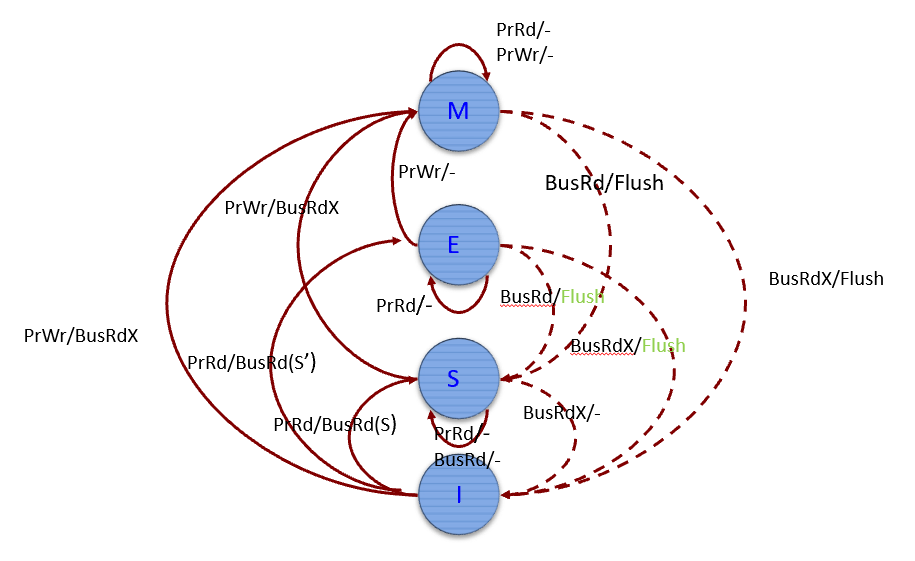 PrRd/-
PrWr/-
M
PrWr/-
BusRd/Flush
PrWr/BusRdX
E
BusRdX/Flush
PrRd/-
BusRd/Flush
PrWr/BusRdX
BusRdX/Flush
PrRd/BusRd(S’)
S
BusRdX/-
PrRd/BusRd(S)
PrRd/-
BusRd/-
I